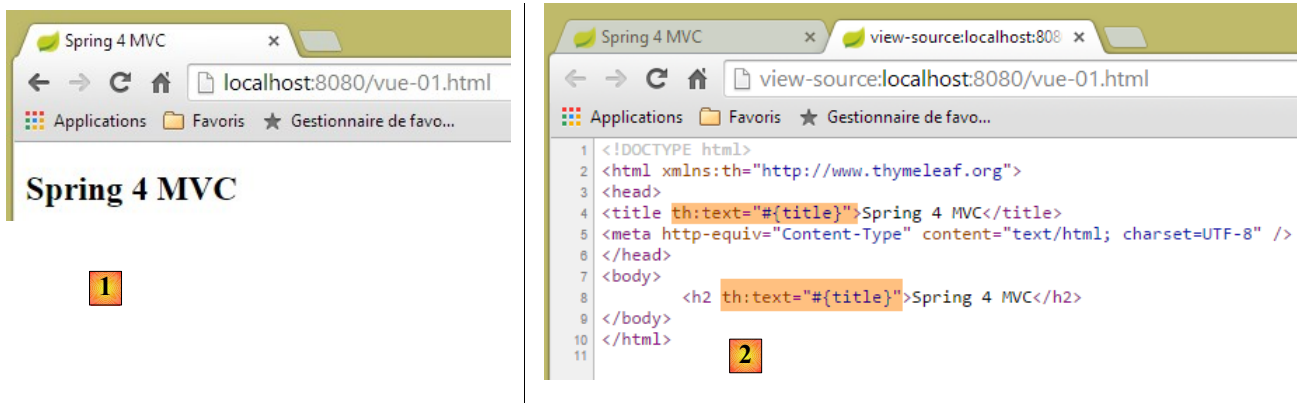 Spring 4 MVC
localhost:8080/vue-01.html
Applications Favoris Gestionnaire de favo...
Spring 4 MVC
1
Spring 4 MVC view-source:localhost:808
view-source:localhost:8080/vue-01.html
Applications Favoris Gestionnaire de favo...
1 <!DOCTYPE html>
2 <html xmlns:th="http://www.thymeleaf.org">
3 <head>
4 <title th:text="#{title}">Spring 4 MVC</title>
5 <meta http-equiv="Content-Type" content="text/html; charset=UTF-8" />
6 </head>
7 <body>
8 <h2 th:text="#{title}">Spring 4 MVC</h2>
9 </body>
10 </html>
11
2